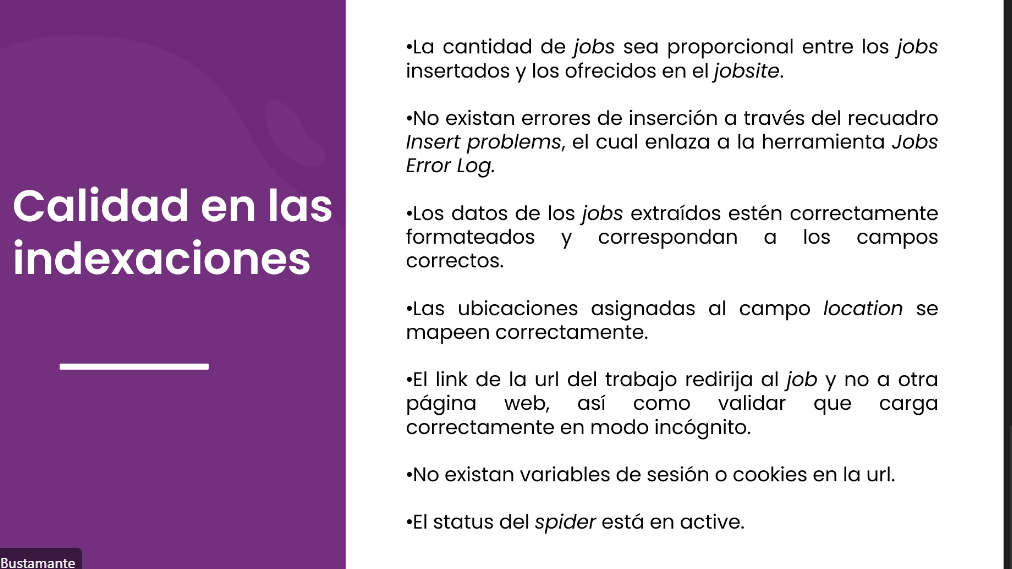 Calidad en las
indexaciones
•La cantidad de jobs sea proporcional entre los jobs
insertados y los ofrecidos en el jobsite.
•No existan errores de inserción a través del recuadro
Insert problems, el cual enlaza a la herramienta Jobs
Error Log.
•Los datos de los jobs extraídos estén correctamente
formateados y correspondan a los campos
correctos.
•Las ubicaciones asignadas al campo location se
mapeen correctamente.
•El link de la url del trabajo redirija al job y no a otra
página web, así como validar que carga
correctamente en modo incógnito.
•No existan variables de sesión o cookies en la url.
•El status del spider está en active.
Bustamante